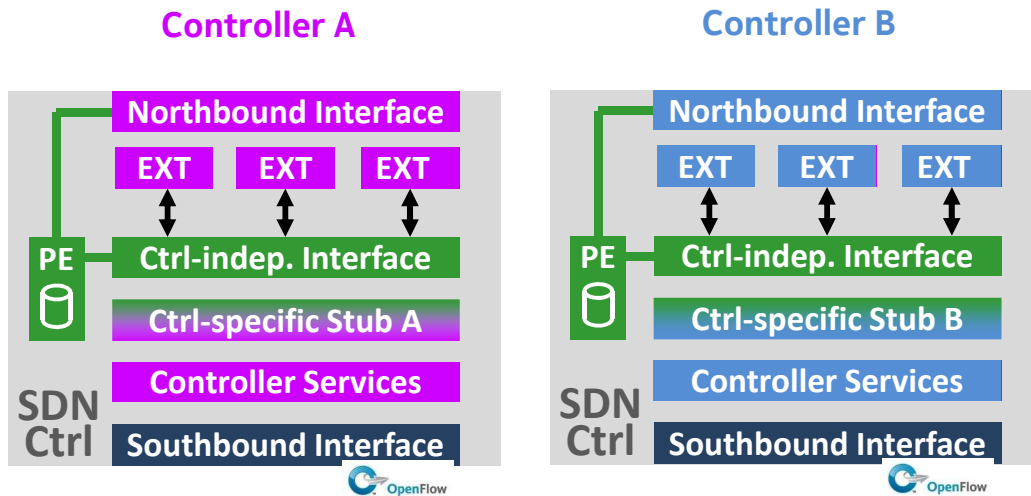 Controller A
Northbound Interface
EXT EXT EXT
PE
Ctrl-indep. Interface
Ctrl-specific Stub A
Controller Services
SDN
Ctrl
Southbound Interface
OpenFlow
Controller B
Northbound Interface
EXT EXT EXT
PE
Ctrl-indep. Interface
Ctrl-specific Stub B
Controller Services
SDN
Ctrl
Southbound Interface
OpenFlow